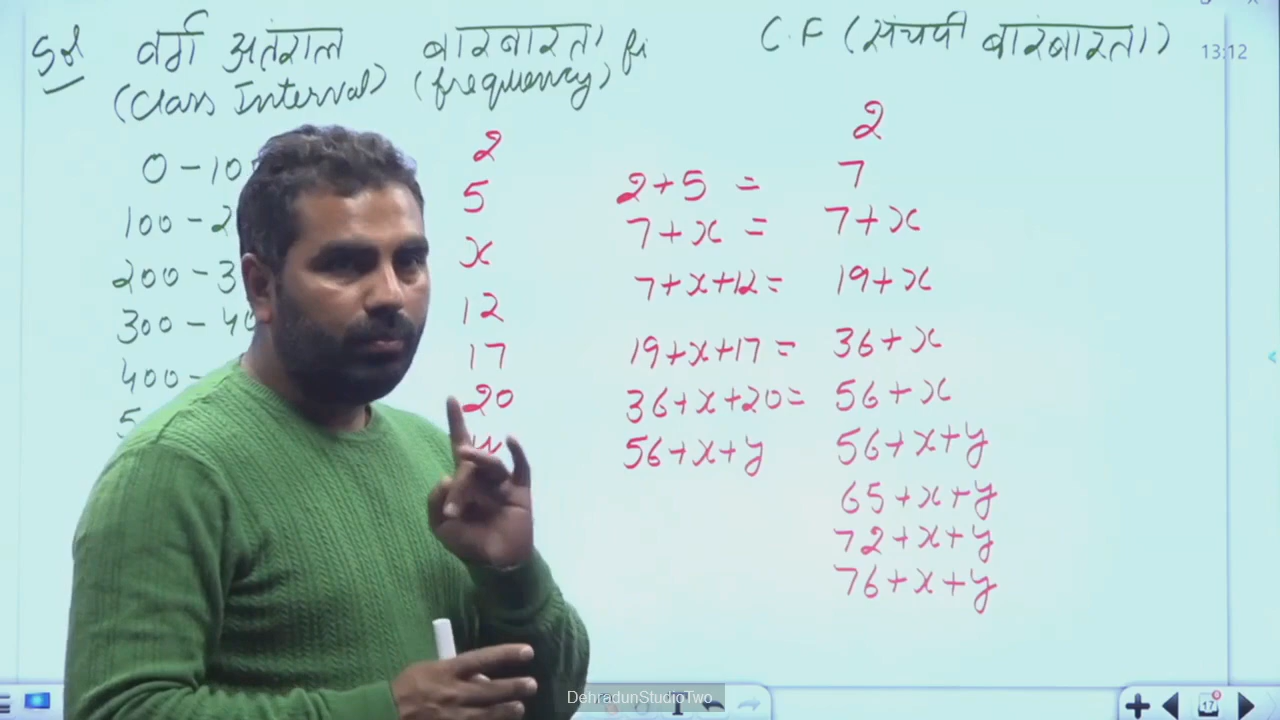 Sol वर्ग अंतराल बारंबारता fi C.F (संचयी बारंबारता)
(Class Interval) (frequency)
13:12
0-10 2 2
100-2 5 2+5 = 7
200-3 x 7+x = 7+x
300-40 12 7+x+12= 19+x
400- 17 19+x+17= 36+x
5 20 36+x+20= 56+x
56+x+y 56+x+y
65+x+y
72+x+y
76+x+y
DehradunStudioTwo
17